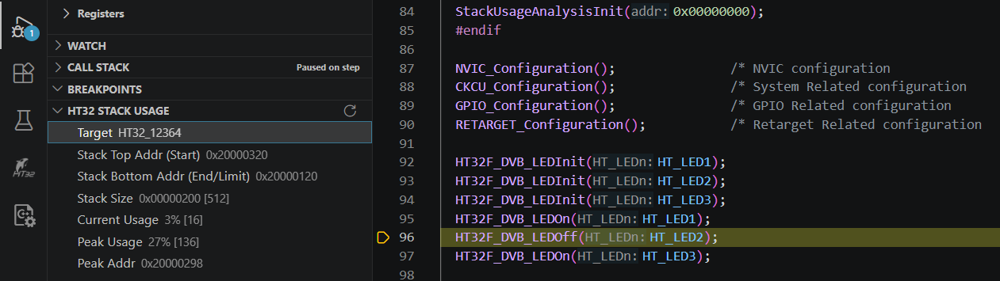 Registers
WATCH
CALL STACK Paused on step
BREAKPOINTS
HT32 STACK USAGE
Target HT32_12364
Stack Top Addr (Start) 0x20000320
Stack Bottom Addr (End/Limit) 0x20000120
Stack Size 0x00000200 [512]
Current Usage 3% [16]
Peak Usage 27% [136]
Peak Addr 0x20000298
1
HT32
84 StackUsageAnalysisInit(addr: 0x00000000);
85 #endif
86
87 NVIC_Configuration(); /* NVIC configuration
88 CKCU_Configuration(); /* System Related configuration
89 GPIO_Configuration(); /* GPIO Related configuration
90 RETARGET_Configuration(); /* Retarget Related configuration
91
92 HT32F_DVB_LEDInit(HT_LEDn: HT_LED1);
93 HT32F_DVB_LEDInit(HT_LEDn: HT_LED2);
94 HT32F_DVB_LEDInit(HT_LEDn: HT_LED3);
95 HT32F_DVB_LEDOn(HT_LEDn: HT_LED1);
96 HT32F_DVB_LEDOff(HT_LEDn: HT_LED2);
97 HT32F_DVB_LEDOn(HT_LEDn: HT_LED3);
98